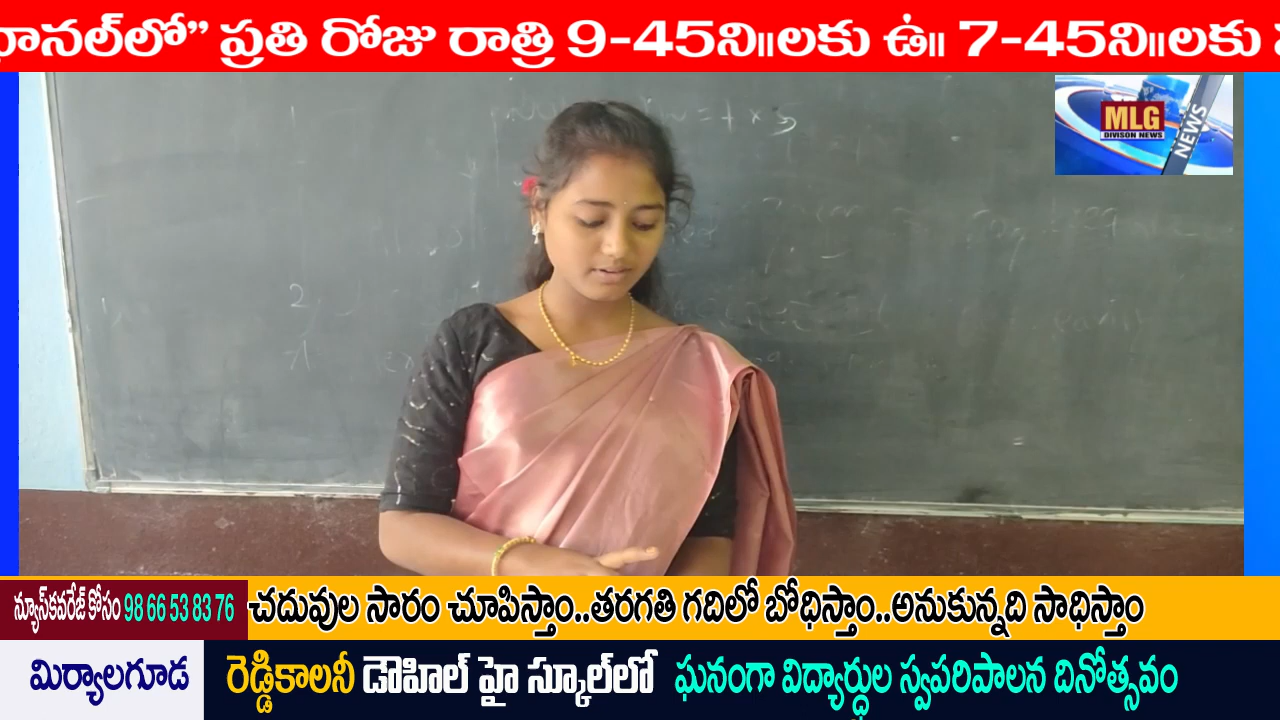 ఛానల్‌లో” ప్రతి రోజు రాత్రి 9-45ని॥లకు ఉ॥ 7-45ని॥లకు
MLG
DIVISON NEWS
NEWS
న్యూస్‌కవరేజ్ కోసం 98 66 53 83 76
చదువుల సారం చూపిస్తాం..తరగతి గదిలో బోధిస్తాం..అనుకున్నది సాధిస్తాం
మిర్యాలగూడ
రెడ్డికాలనీ డౌహిల్ హై స్కూల్‌లో ఘనంగా విద్యార్ధుల స్వపరిపాలన దినోత్సవం